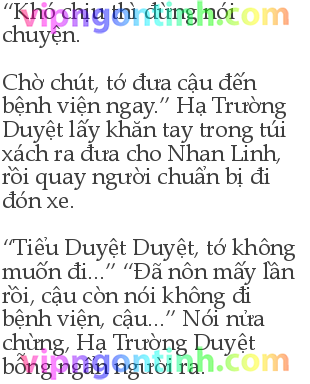 “Khó chịu thì đừng nói
chuyện.
Chờ chút, tớ đưa cậu đến
bệnh viện ngay.” Hạ Trường
Duyệt lấy khăn tay trong túi
xách ra đưa cho Nhan Linh,
rồi quay người chuẩn bị đi
đón xe.
“Tiểu Duyệt Duyệt, tớ không
muốn đi...” “Đã nôn mấy lần
rồi, cậu còn nói không đi
bệnh viện, cậu...” Nói nửa
chừng, Hạ Trường Duyệt
bỗng ngẩn người ra.
vipngontinh.com
vipngontinh.com